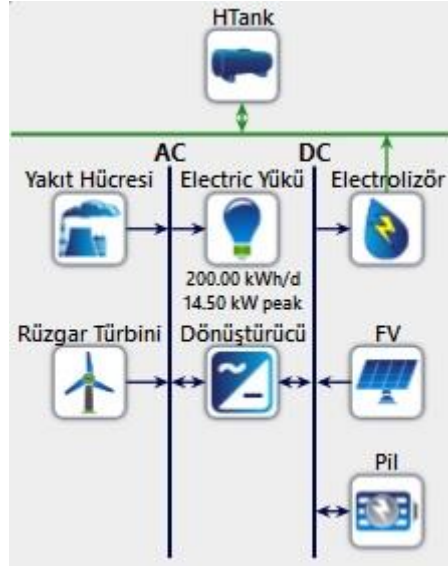 HTank
AC
DC
Yakıt Hücresi
Electric Yükü
Electrolizör
200.00 kWh/d
14.50 kW peak
Rüzgar Türbini
Dönüştürücü
FV
Pil